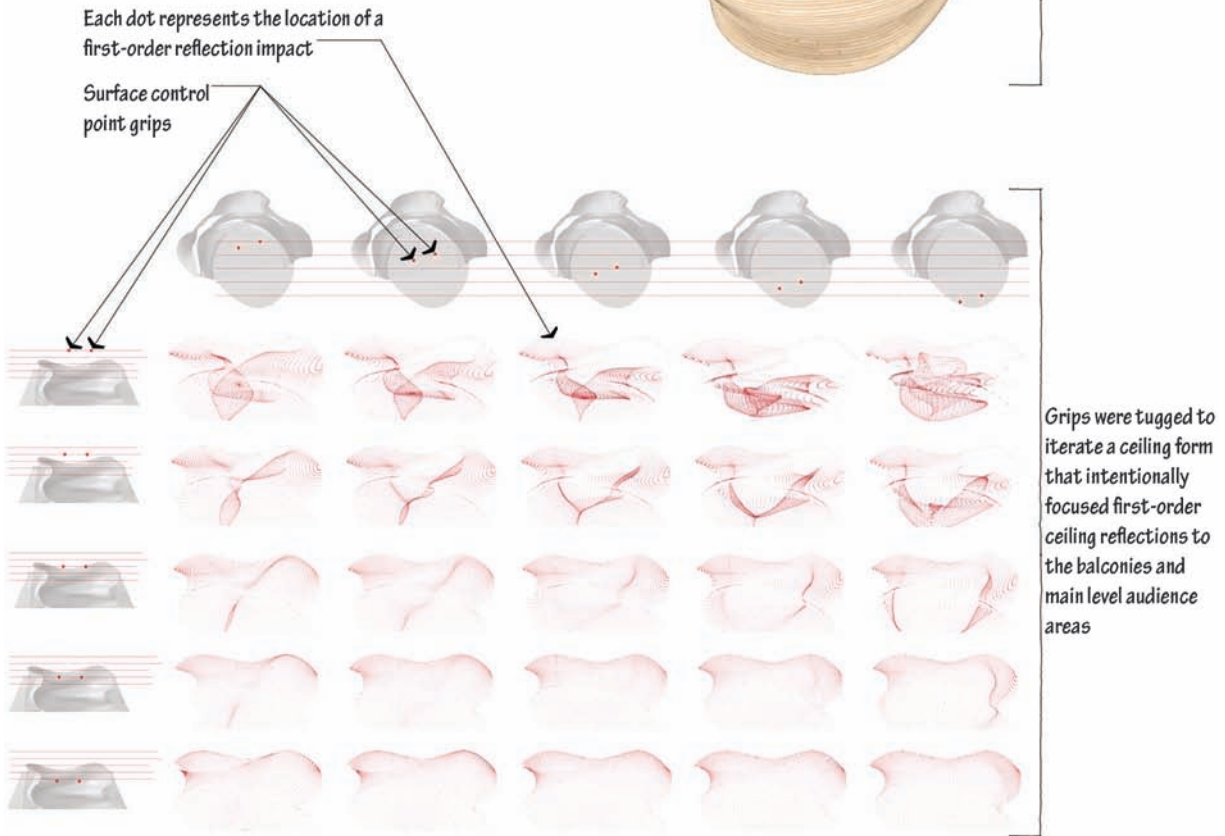 Each dot represents the location of a
first-order reflection impact
Surface control
point grips
Grips were tugged to
iterate a ceiling form
that intentionally
focused first-order
ceiling reflections to
the balconies and
main level audience
areas